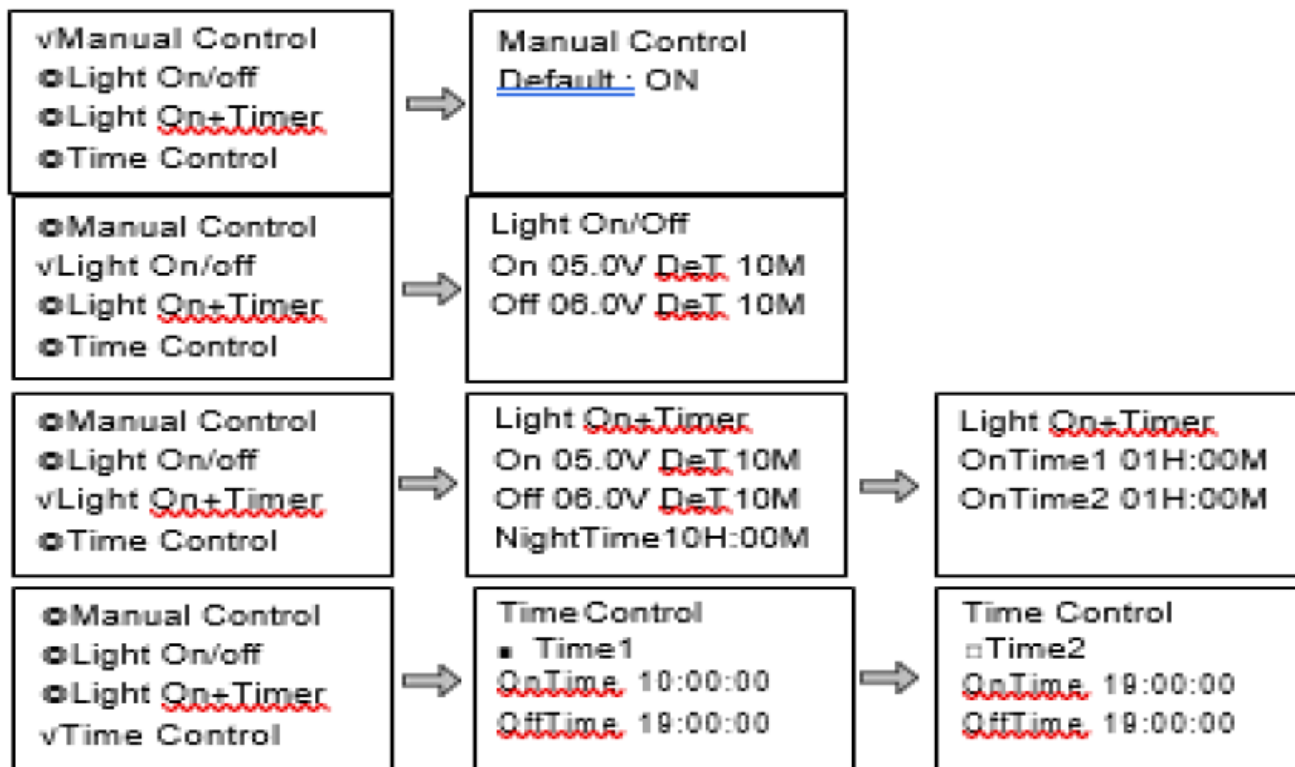 √Manual Control
◎Light On/off
◎Light On+Timer
◎Time Control
Manual Control
Default : ON
◎Manual Control
√Light On/off
◎Light On+Timer
◎Time Control
Light On/Off
On 05.0V DeT 10M
Off 06.0V DeT 10M
◎Manual Control
◎Light On/off
√Light On+Timer
◎Time Control
Light On+Timer
On 05.0V DeT 10M
Off 06.0V DeT 10M
NightTime10H:00M
Light On+Timer
OnTime1 01H:00M
OnTime2 01H:00M
◎Manual Control
◎Light On/off
◎Light On+Timer
√Time Control
Time Control
■ Time1
OnTime 10:00:00
OffTime 19:00:00
Time Control
□Time2
OnTime 19:00:00
OffTime 19:00:00